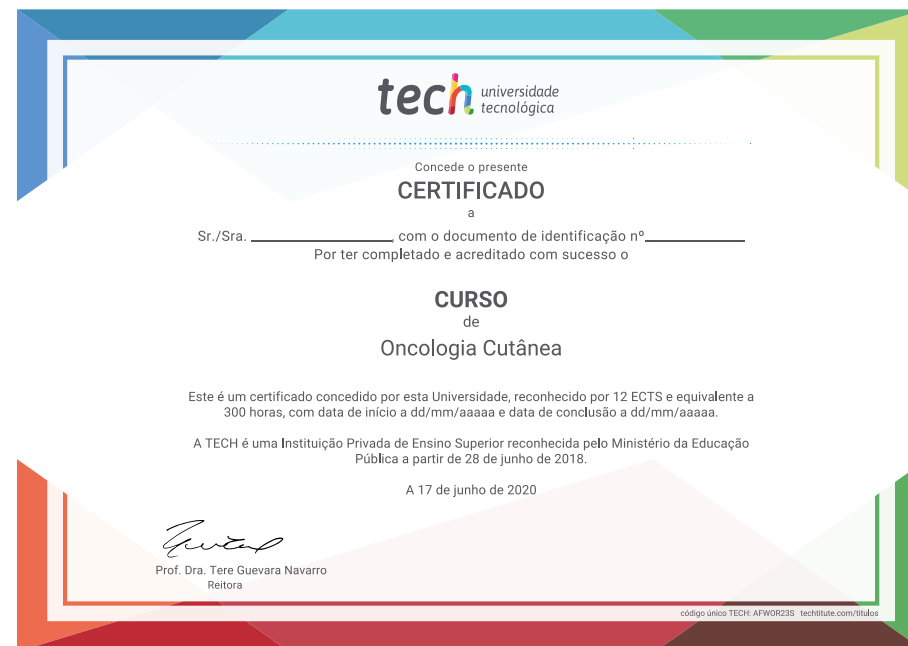 tech universidade
tecnológica
Concede o presente
CERTIFICADO
a
Sr./Sra. , com o documento de identificação nº
Por ter completado e acreditado com sucesso o
CURSO
de
Oncologia Cutânea
Este é um certificado concedido por esta Universidade, reconhecido por 12 ECTS e equivalente a
300 horas, com data de início a dd/mm/aaaaa e data de conclusão a dd/mm/aaaaa.
A TECH é uma Instituição Privada de Ensino Superior reconhecida pelo Ministério da Educação
Pública a partir de 28 de junho de 2018.
A 17 de junho de 2020
Prof. Dra. Tere Guevara Navarro
Reitora
código único TECH: AFWOR23S techtitute.com/titulos